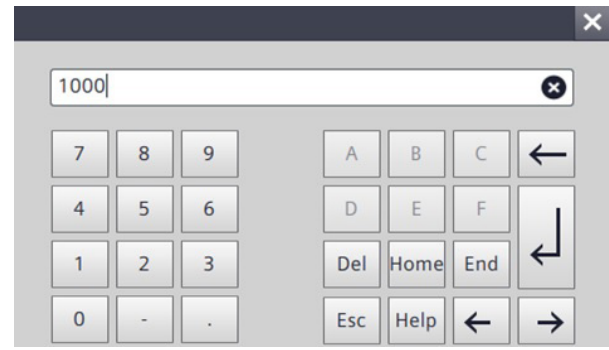 1000
7 8 9 A B C
4 5 6 D E F
1 2 3 Del Home End
0 - . Esc Help